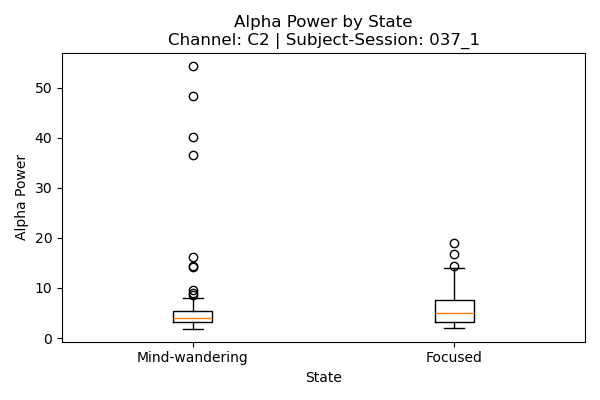 Alpha Power by State
Channel: C2 | Subject-Session: 037_1
50
40
30
20
10
0
Alpha Power
Mind-wandering
Focused
State